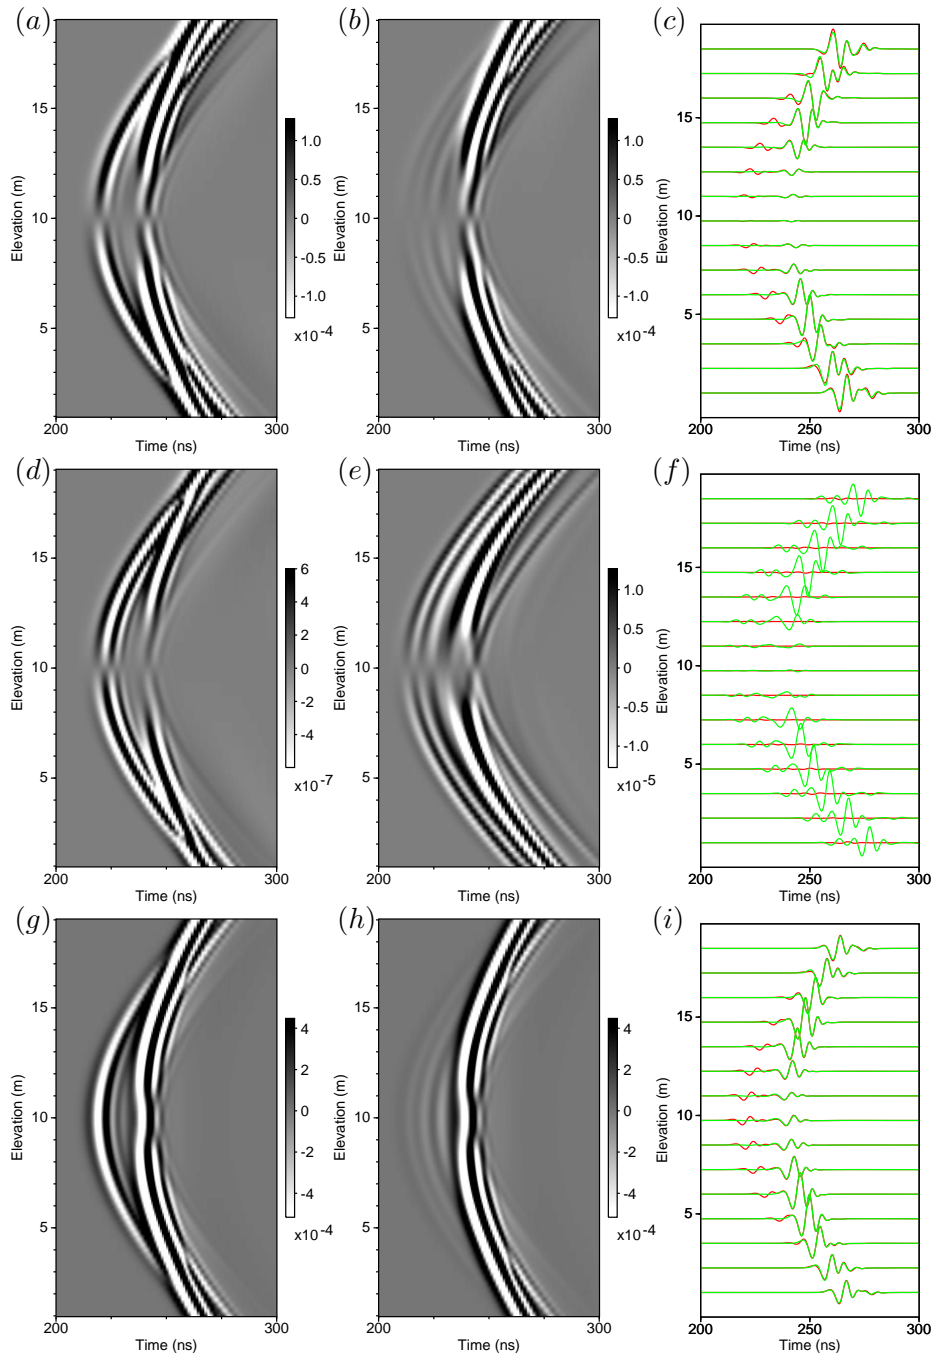 (a) (b) (c)
15
10
5
Elevation (m)
1.0
0.5
0
-0.5
-1.0
x10 -4
200 300
Time (ns)
15
10
5
Elevation (m)
1.0
0.5
0
-0.5
-1.0
x10 -4
200 300
Time (ns)
15
10
5
Elevation (m)
200 250 300
Time (ns)
(d) (e) (f)
15
10
5
Elevation (m)
6
4
2
0
-2
-4
x10 -7
200 300
Time (ns)
15
10
5
Elevation (m)
1.0
0.5
0
-0.5
-1.0
x10 -5
200 300
Time (ns)
15
10
5
Elevation (m)
200 250 300
Time (ns)
(g) (h) (i)
15
10
5
Elevation (m)
4
2
0
-2
-4
x10 -4
200 300
Time (ns)
15
10
5
Elevation (m)
4
2
0
-2
-4
x10 -4
200 300
Time (ns)
15
10
5
Elevation (m)
200 250 300
Time (ns)